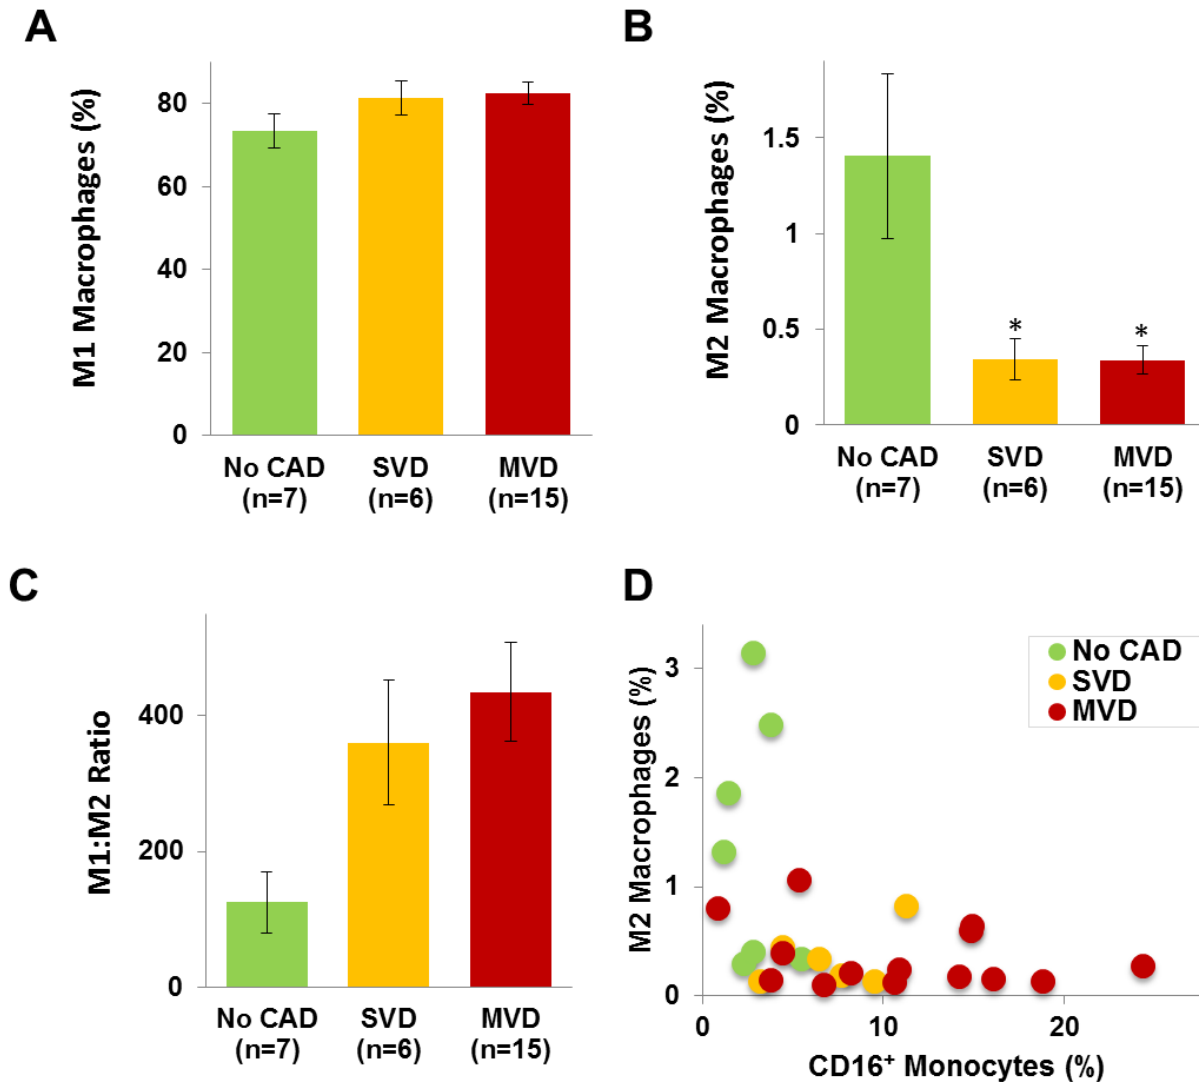 A
M1 Macrophages (%)
80
60
40
20
0
No CAD SVD MVD
(n=7) (n=6) (n=15)
B
M2 Macrophages (%)
1.5
1
0.5
0
* *
No CAD SVD MVD
(n=7) (n=6) (n=15)
C
M1:M2 Ratio
400
200
0
No CAD SVD MVD
(n=7) (n=6) (n=15)
D
M2 Macrophages (%)
3
2
1
0
No CAD
SVD
MVD
0 10 20
CD16⁺ Monocytes (%)